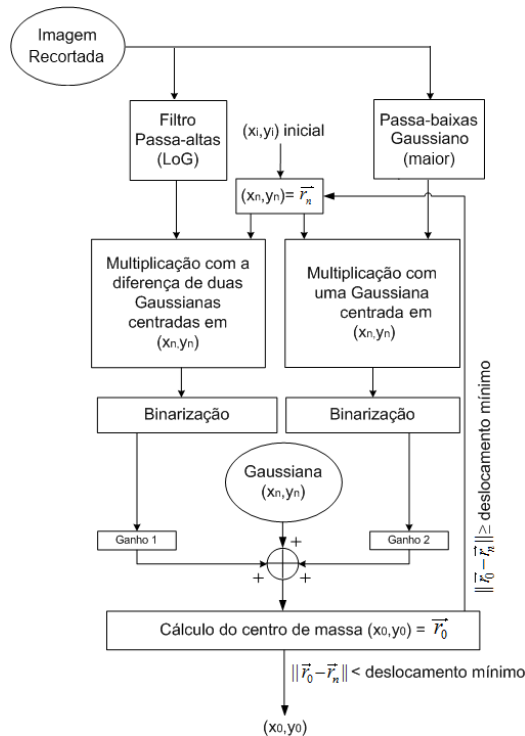 Imagem
Recortada
Filtro
Passa-altas
(LoG)
(xi,yi) inicial
Passa-baixas
Gaussiano
(maior)
(xn,yn)= r⃗n
Multiplicação com a
diferença de duas
Gaussianas
centradas em
(xn,yn)
Multiplicação com
uma Gaussiana
centrada em
(xn,yn)
Binarização
Binarização
Gaussiana
(xn,yn)
Ganho 1
Ganho 2
+
+
+
||r⃗0 − r⃗n|| ≥ deslocamento mínimo
Cálculo do centro de massa (x0,y0) = r⃗0
||r⃗0 − r⃗n|| < deslocamento mínimo
(x0,y0)